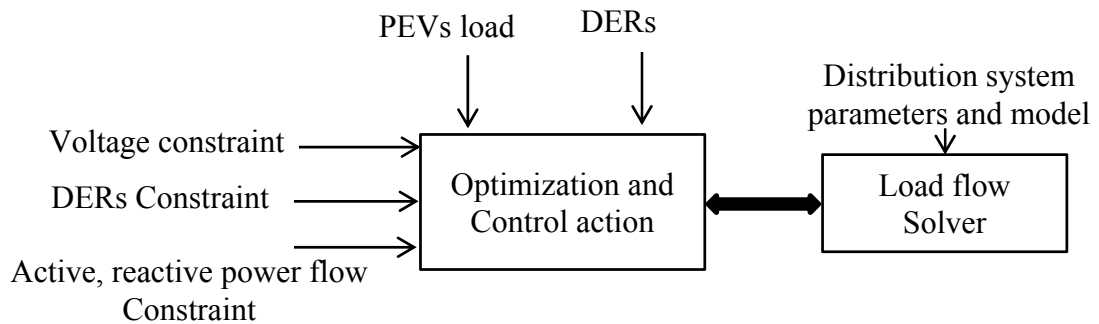 PEVs load
DERs
Distribution system
parameters and model
Voltage constraint
DERs Constraint
Active, reactive power flow
Constraint
Optimization and
Control action
Load flow
Solver